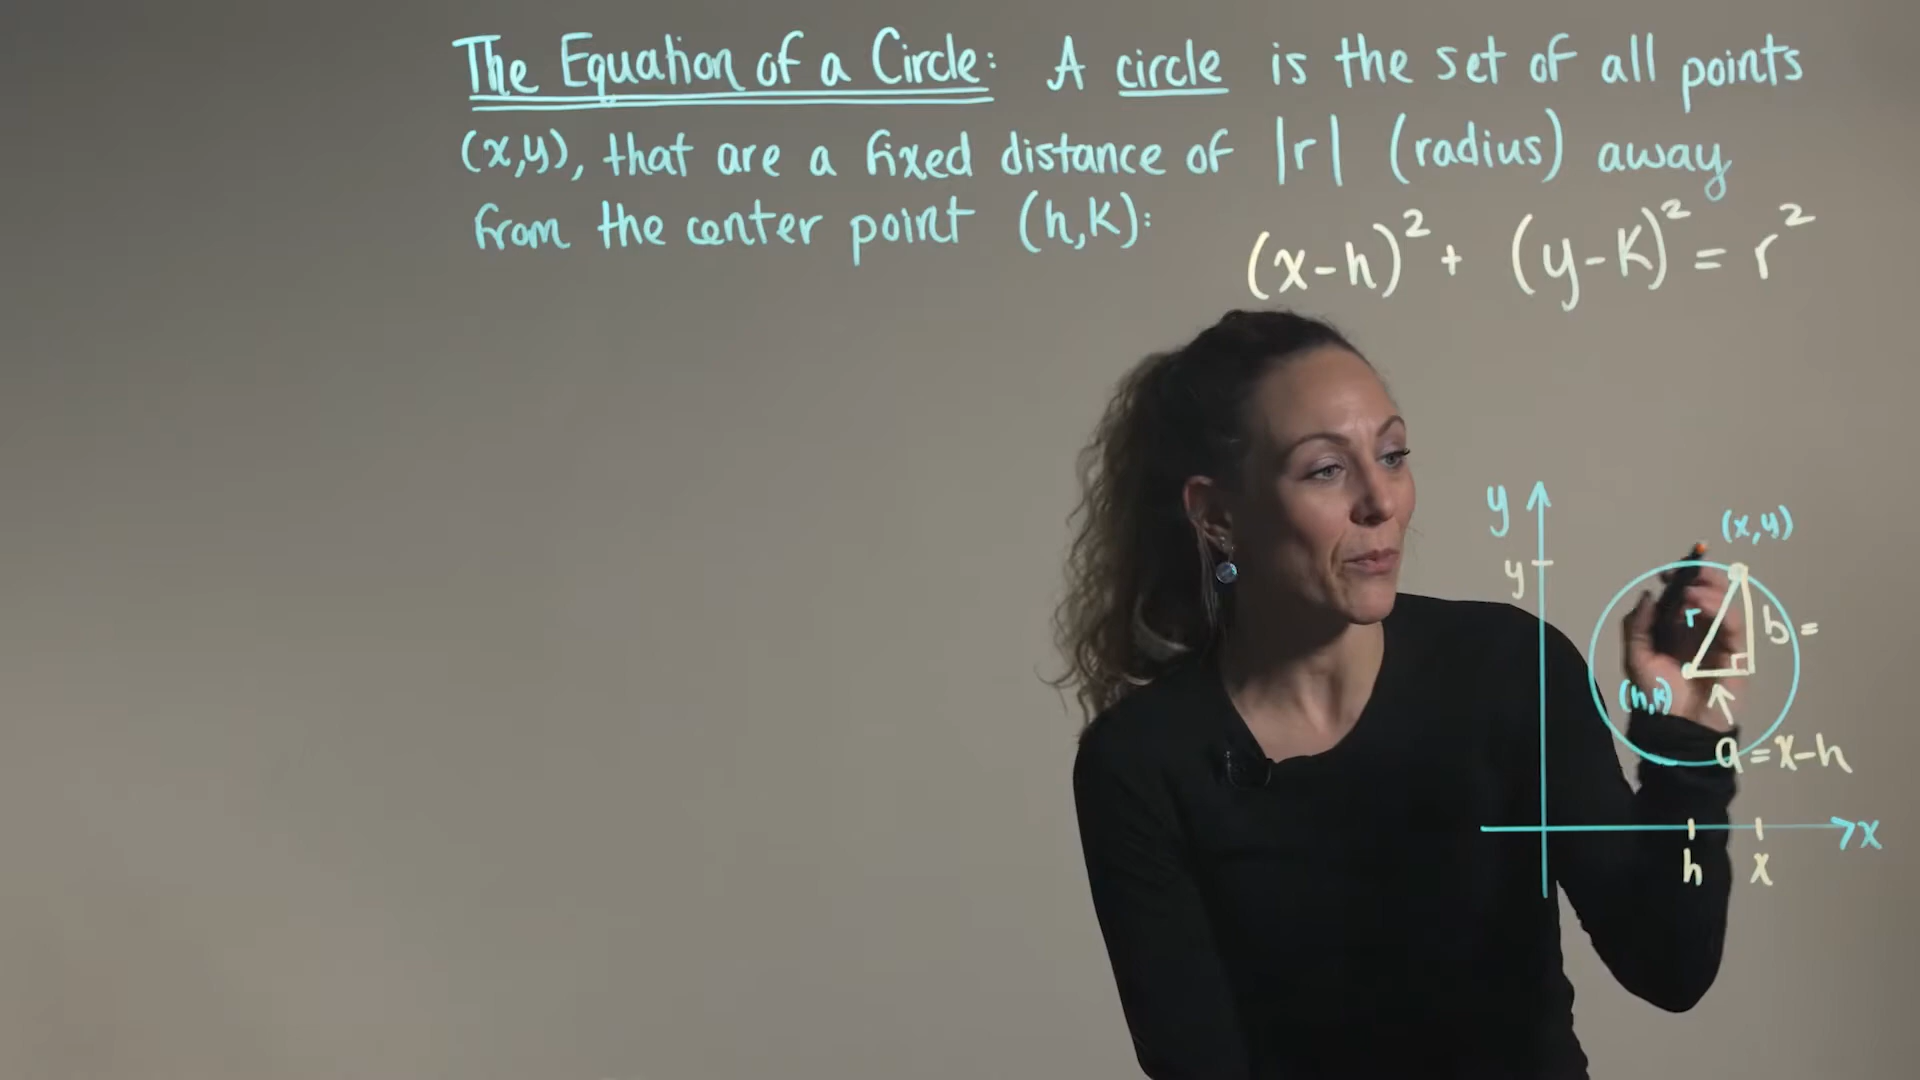 The Equation of a Circle: A circle is the set of all points
(x,y), that are a fixed distance of |r| (radius) away
from the center point (h,k):
(x-h)² + (y-k)² = r²
y
(x,y)
y
r
b =
(h,k)
a = x-h
x
h
x